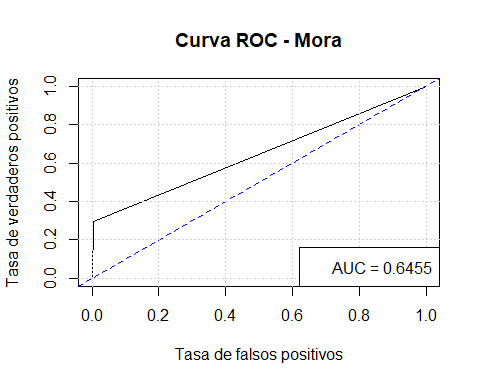 Curva ROC - Mora
Tasa de verdaderos positivos
1.0
0.8
0.6
0.4
0.2
0.0
AUC = 0.6455
0.0 0.2 0.4 0.6 0.8 1.0
Tasa de falsos positivos